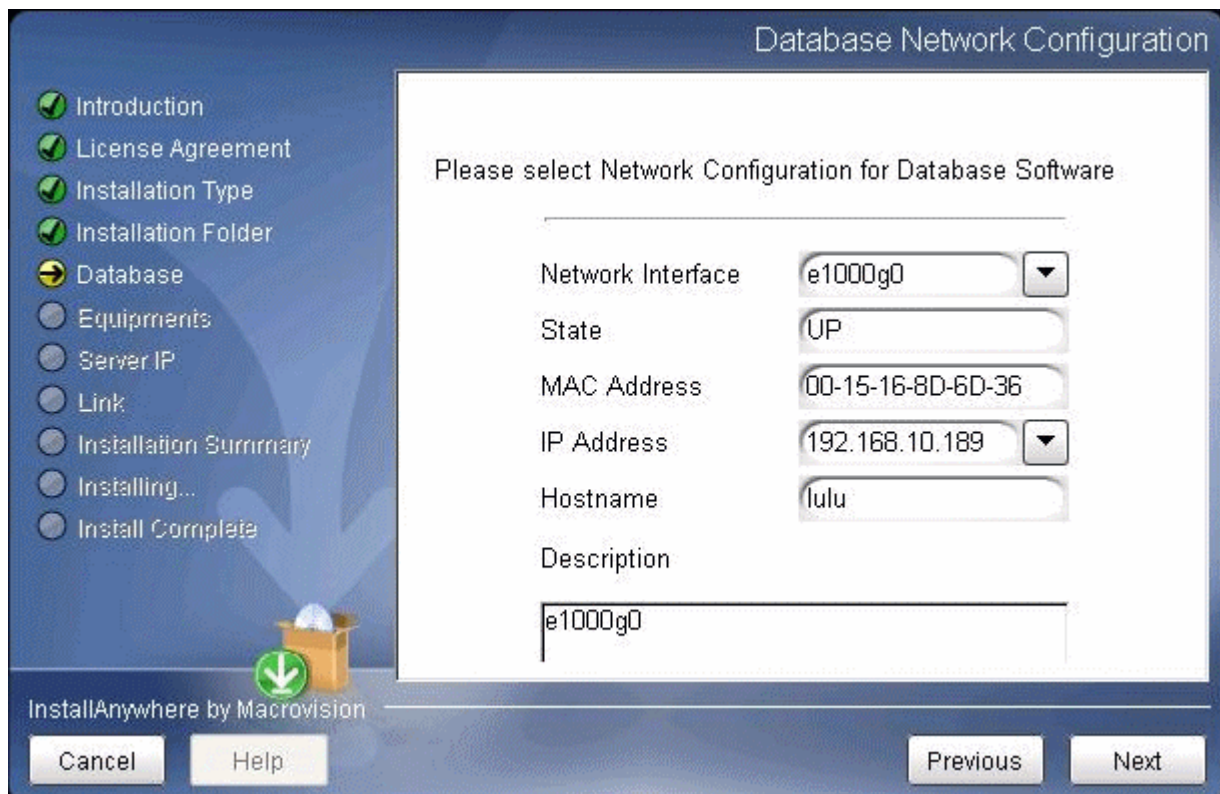 Database Network Configuration
Introduction
License Agreement
Installation Type
Installation Folder
Database
Equipments
Server IP
Link
Installation Summary
Installing...
Install Complete
Please select Network Configuration for Database Software
Network Interface e1000g0
State UP
MAC Address 00-15-16-8D-6D-36
IP Address 192.168.10.189
Hostname lulu
Description
e1000g0
InstallAnywhere by Macrovision
Cancel Help Previous Next